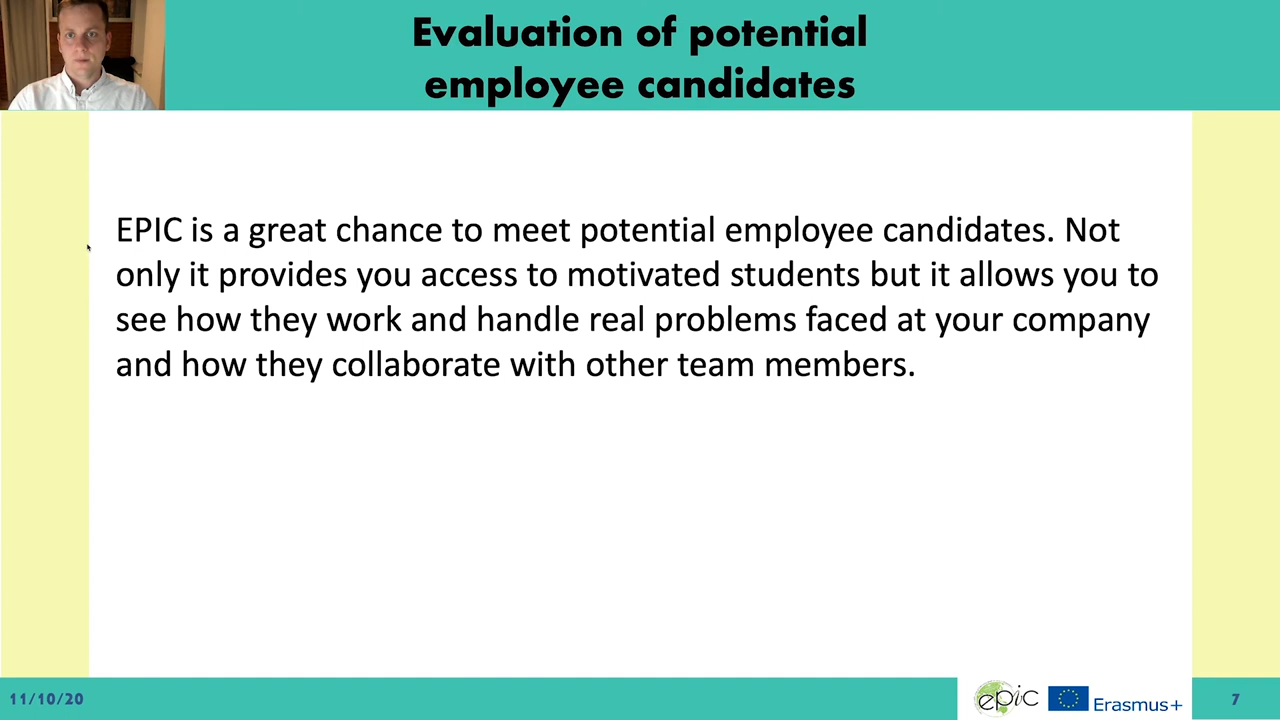 Evaluation of potential
employee candidates
EPIC is a great chance to meet potential employee candidates. Not
only it provides you access to motivated students but it allows you to
see how they work and handle real problems faced at your company
and how they collaborate with other team members.
11/10/20
epic
Erasmus+
7